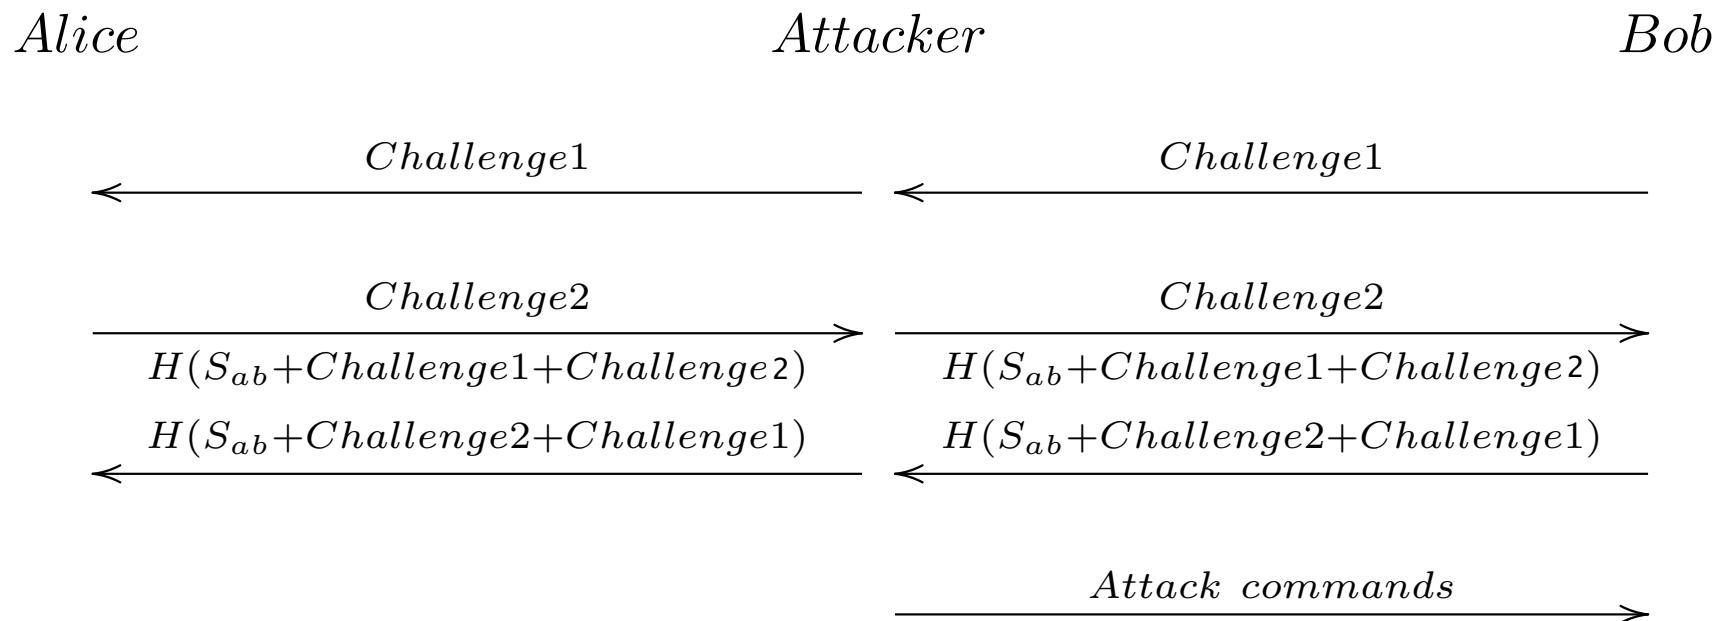 Alice Attacker Bob
Challenge1 Challenge1
Challenge2 Challenge2
H(S_ab+Challenge1+Challenge2) H(S_ab+Challenge1+Challenge2)
H(S_ab+Challenge2+Challenge1) H(S_ab+Challenge2+Challenge1)
Attack commands